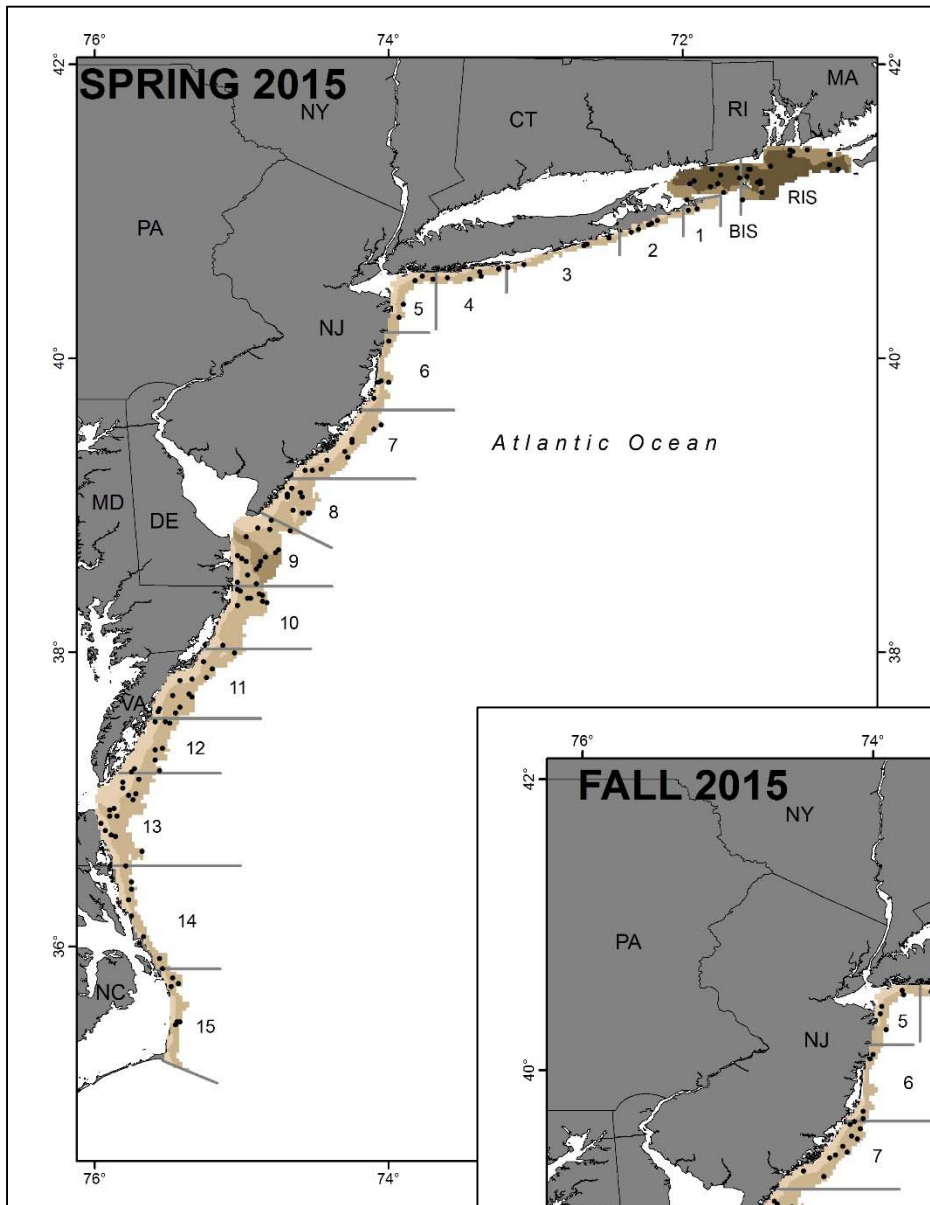 76° 74° 72°
42° 42°
SPRING 2015
NY
CT
RI
MA
PA
RIS
BIS
1
2
3
4
5
NJ
40° 40°
6
7
Atlantic Ocean
MD
DE
8
9
10
38° 38°
11
VA
12
13
14
36°
NC
15
76° 74°
76° 74°
42°
FALL 2015
NY
PA
5
NJ
40°
6
7